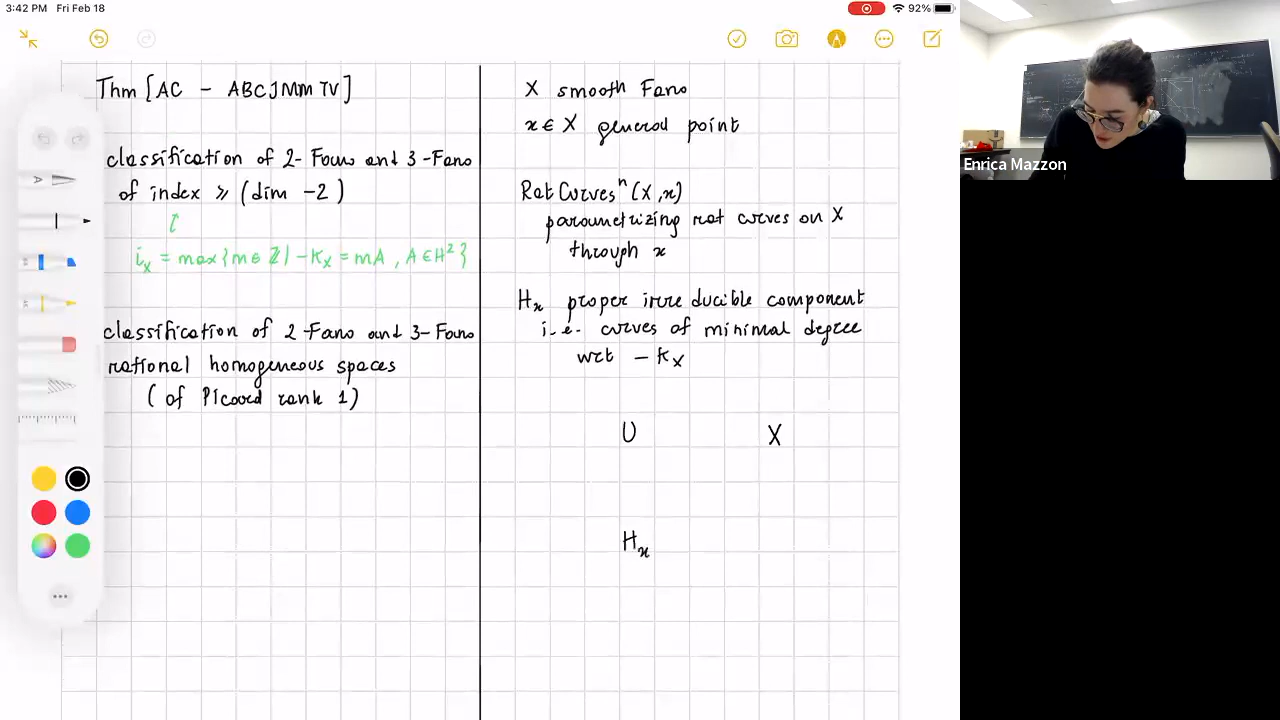 3:42 PM Fri Feb 18
92%
Thm [AC - ABCJMMTV]
classification of 2-Fano and 3-Fano
of index ≥ (dim -2)
i_X = max{m ∈ Z | -K_X = mA, A ∈ H²}
classification of 2-Fano and 3-Fano
rational homogeneous spaces
(of Picard rank 1)
X smooth Fano
x ∈ X general point
RatCurvesⁿ(X,x)
parametrizing rat curves on X
through x
H_x proper irreducible component
i.e. curves of minimal degree
wrt -K_X
U X
H_x
Enrica Mazzon